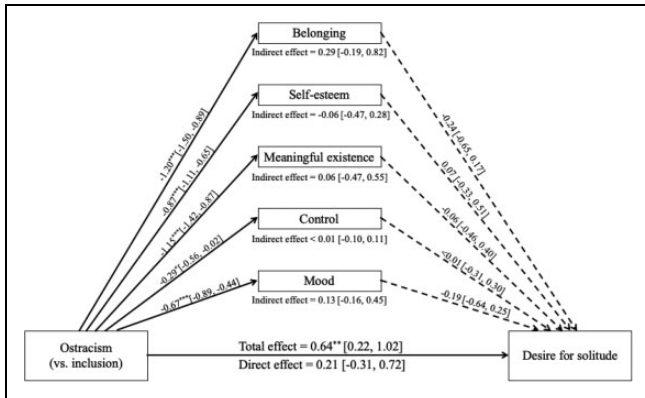 Belonging
Indirect effect = 0.29 [-0.19, 0.82]
Self-esteem
Indirect effect = -0.06 [-0.47, 0.28]
Meaningful existence
Indirect effect = 0.06 [-0.47, 0.55]
Control
Indirect effect < 0.01 [-0.10, 0.11]
Mood
Indirect effect = 0.13 [-0.16, 0.45]
-1.20***[-1.50, -0.89]
-0.87***[-1.11, -0.65]
-1.15***[-1.42, -0.87]
-0.29*[-0.56, -0.02]
-0.67***[-0.89, -0.44]
-0.24 [-0.65, 0.17]
0.07 [-0.33, 0.51]
-0.06 [-0.46, 0.40]
<0.01 [-0.31, 0.30]
-0.19 [-0.64, 0.25]
Ostracism
(vs. inclusion)
Total effect = 0.64** [0.22, 1.02]
Direct effect = 0.21 [-0.31, 0.72]
Desire for solitude